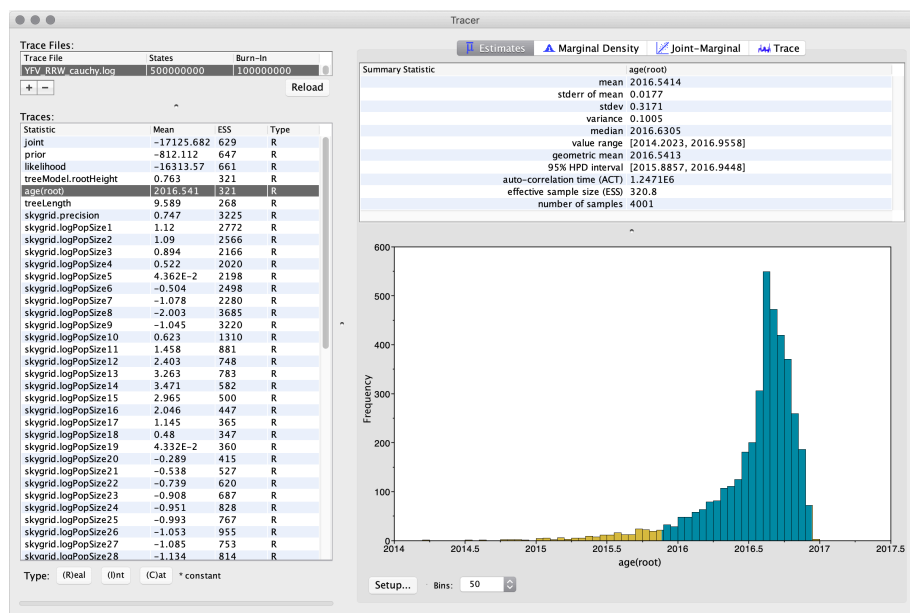 Tracer
Trace Files:
Trace File States Burn-In
YFV_RRW_cauchy.log 500000000 100000000
+ − Reload
Traces:
Statistic Mean ESS Type
joint −17125.682 629 R
prior −812.112 647 R
likelihood −16313.57 661 R
treeModel.rootHeight 0.763 321 R
age(root) 2016.541 321 R
treeLength 9.589 268 R
skygrid.precision 0.747 3225 R
skygrid.logPopSize1 1.12 2772 R
skygrid.logPopSize2 1.09 2566 R
skygrid.logPopSize3 0.894 2166 R
skygrid.logPopSize4 0.522 2020 R
skygrid.logPopSize5 4.362E-2 2198 R
skygrid.logPopSize6 −0.504 2498 R
skygrid.logPopSize7 −1.078 2280 R
skygrid.logPopSize8 −2.003 3685 R
skygrid.logPopSize9 −1.045 3220 R
skygrid.logPopSize10 0.623 1310 R
skygrid.logPopSize11 1.458 881 R
skygrid.logPopSize12 2.403 748 R
skygrid.logPopSize13 3.263 783 R
skygrid.logPopSize14 3.471 582 R
skygrid.logPopSize15 2.965 500 R
skygrid.logPopSize16 2.046 447 R
skygrid.logPopSize17 1.145 365 R
skygrid.logPopSize18 0.48 347 R
skygrid.logPopSize19 4.332E-2 360 R
skygrid.logPopSize20 −0.289 415 R
skygrid.logPopSize21 −0.538 527 R
skygrid.logPopSize22 −0.739 620 R
skygrid.logPopSize23 −0.908 687 R
skygrid.logPopSize24 −0.951 828 R
skygrid.logPopSize25 −0.993 767 R
skygrid.logPopSize26 −1.053 955 R
skygrid.logPopSize27 −1.085 753 R
skygrid.logPopSize28 −1.134 814 R
Type: (R)eal (I)nt (C)at * constant
Estimates Marginal Density Joint-Marginal Trace
Summary Statistic age(root)
mean 2016.5414
stderr of mean 0.0177
stdev 0.3171
variance 0.1005
median 2016.6305
value range [2014.2023, 2016.9558]
geometric mean 2016.5413
95% HPD interval [2015.8857, 2016.9448]
auto-correlation time (ACT) 1.2471E6
effective sample size (ESS) 320.8
number of samples 4001
600
500
400
300
200
100
0
Frequency
2014 2014.5 2015 2015.5 2016 2016.5 2017 2017.5
age(root)
Setup... Bins: 50